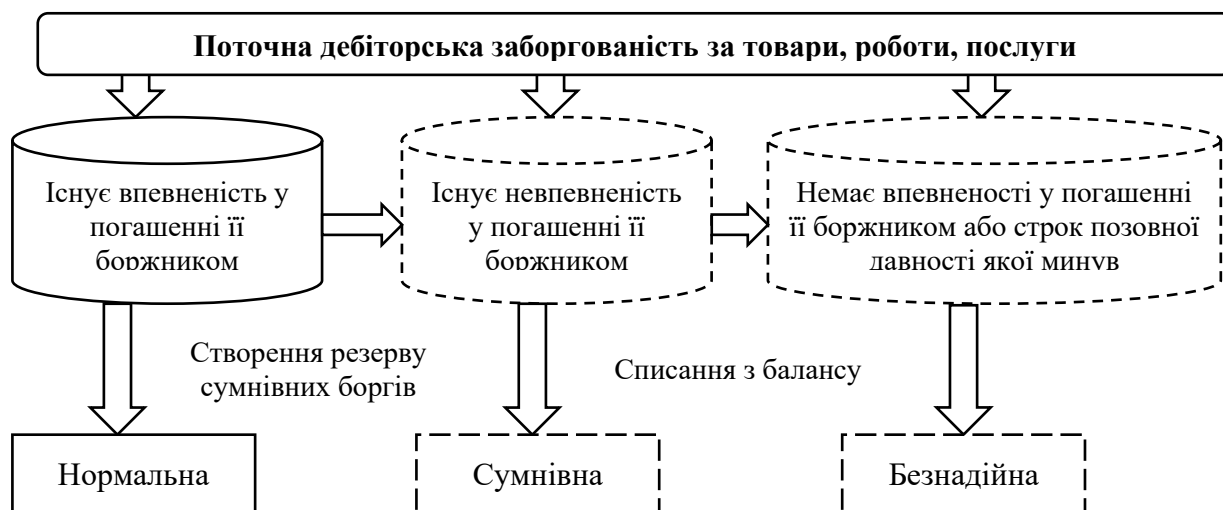 Поточна дебіторська заборгованість за товари, роботи, послуги
Існує впевненість у
погашенні її
боржником
Існує невпевненість
у погашенні її
боржником
Немає впевненості у погашенні
її боржником або строк позовної
давності якої минув
Створення резерву
сумнівних боргів
Списання з балансу
Нормальна
Сумнівна
Безнадійна